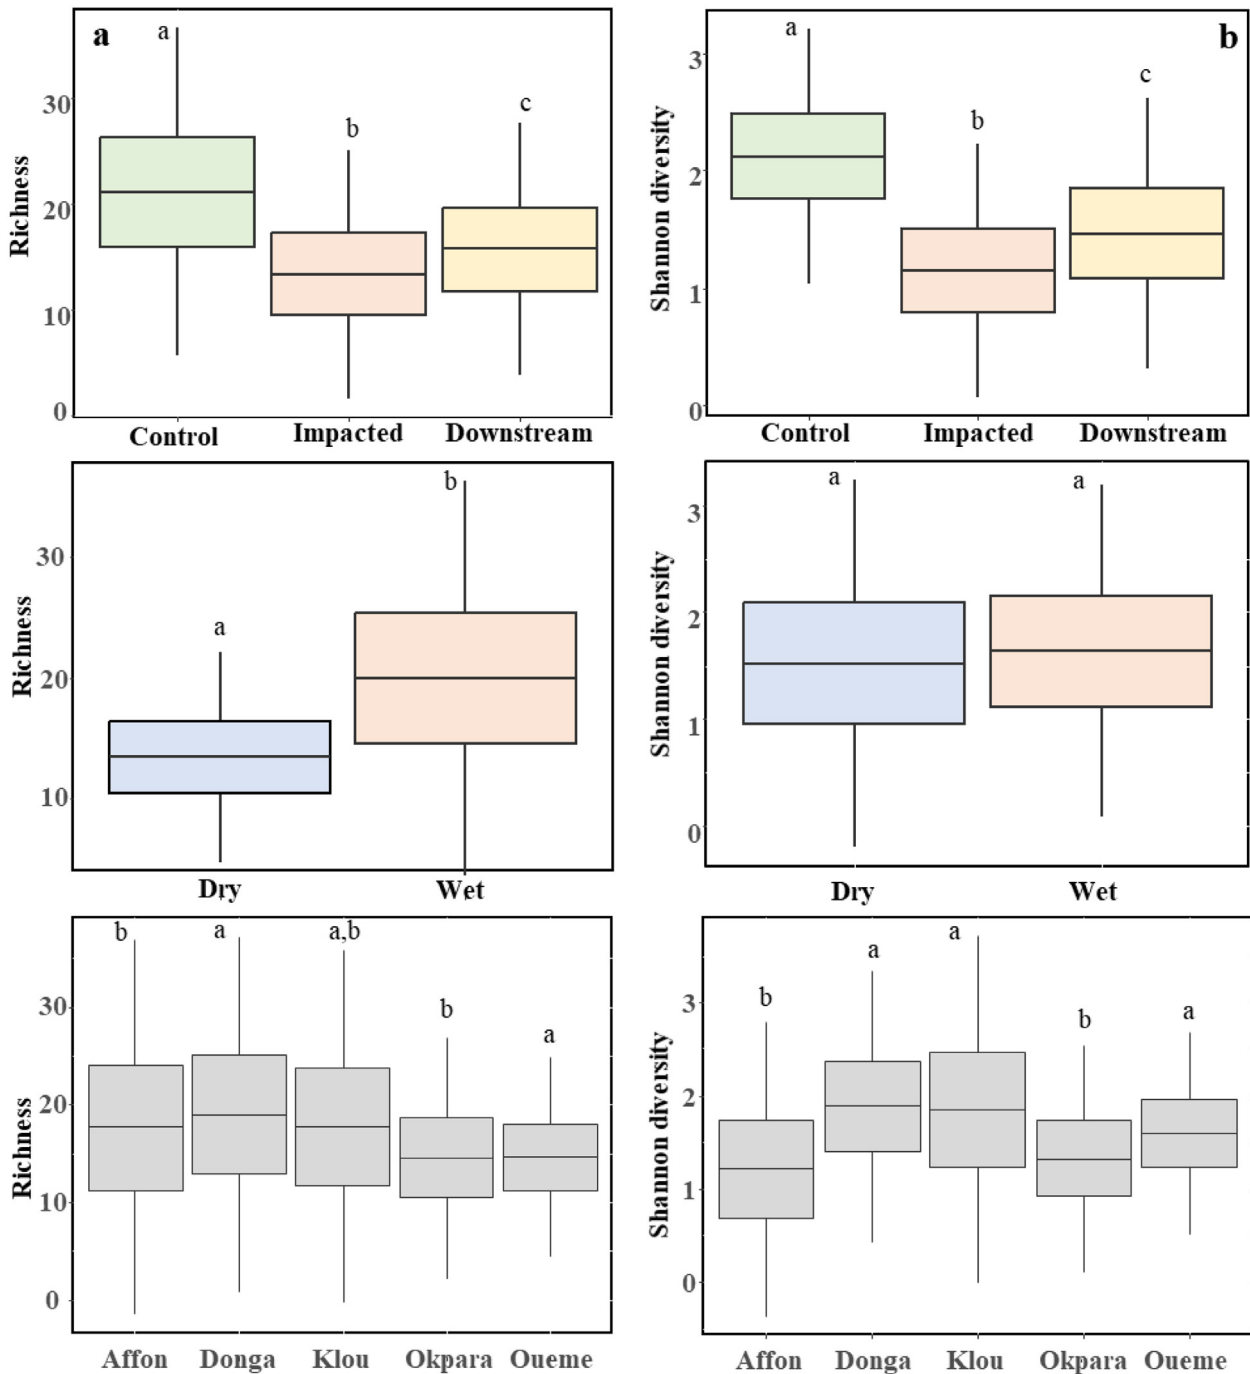 a
a
b
c
30
20
10
0
Richness
Control Impacted Downstream
b
a
b
c
3
2
1
0
Shannon diversity
Control Impacted Downstream
a
b
30
20
10
Richness
Dry Wet
a
a
3
2
1
0
Shannon diversity
Dry Wet
b
a
a,b
b
a
30
20
10
0
Richness
Affon Donga Klou Okpara Oueme
b
a
a
b
a
3
2
1
0
Shannon diversity
Affon Donga Klou Okpara Oueme